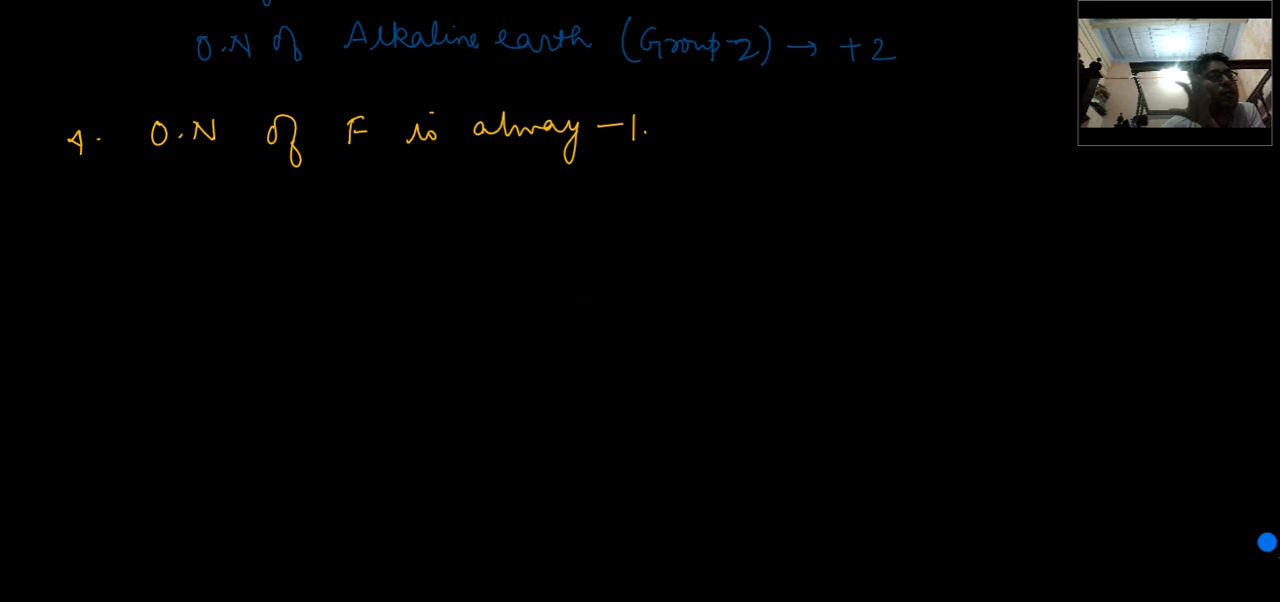 O.N of Alkaline earth (Group-2) → +2
4. O.N of F is alway -1.